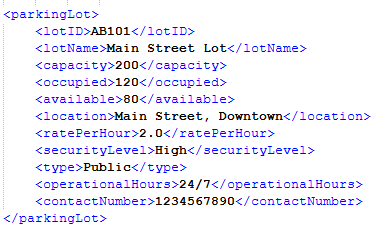 <parkingLot>
<lotID>AB101</lotID>
<lotName>Main Street Lot</lotName>
<capacity>200</capacity>
<occupied>120</occupied>
<available>80</available>
<location>Main Street, Downtown</location>
<ratePerHour>2.0</ratePerHour>
<securityLevel>High</securityLevel>
<type>Public</type>
<operationalHours>24/7</operationalHours>
<contactNumber>1234567890</contactNumber>
</parkingLot>